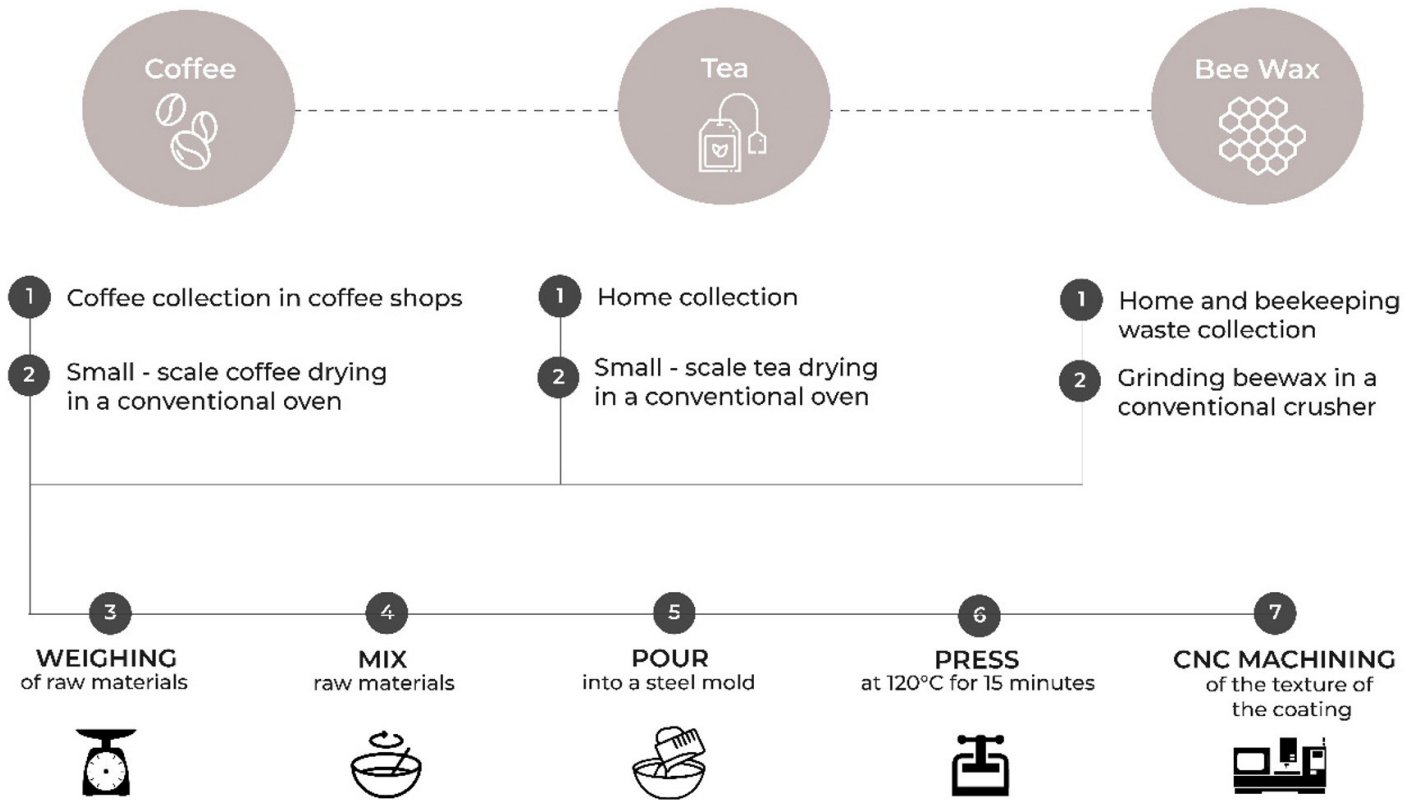 Coffee
Tea
Bee Wax
1
Coffee collection in coffee shops
2
Small - scale coffee drying
in a conventional oven
1
Home collection
2
Small - scale tea drying
in a conventional oven
1
Home and beekeeping
waste collection
2
Grinding beewax in a
conventional crusher
3
WEIGHING
of raw materials
4
MIX
raw materials
5
POUR
into a steel mold
6
PRESS
at 120°C for 15 minutes
7
CNC MACHINING
of the texture of
the coating